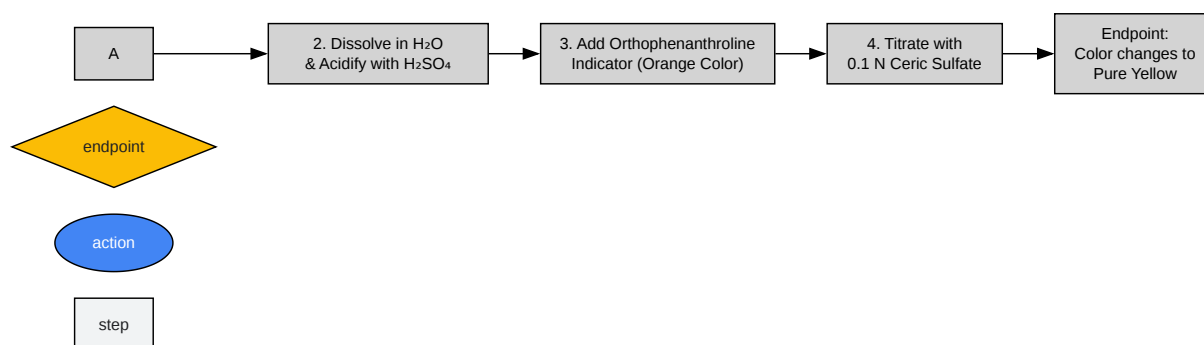 A
2. Dissolve in H₂O
& Acidify with H₂SO₄
3. Add Orthophenanthroline
Indicator (Orange Color)
4. Titrate with
0.1 N Ceric Sulfate
Endpoint:
Color changes to
Pure Yellow
endpoint
action
step